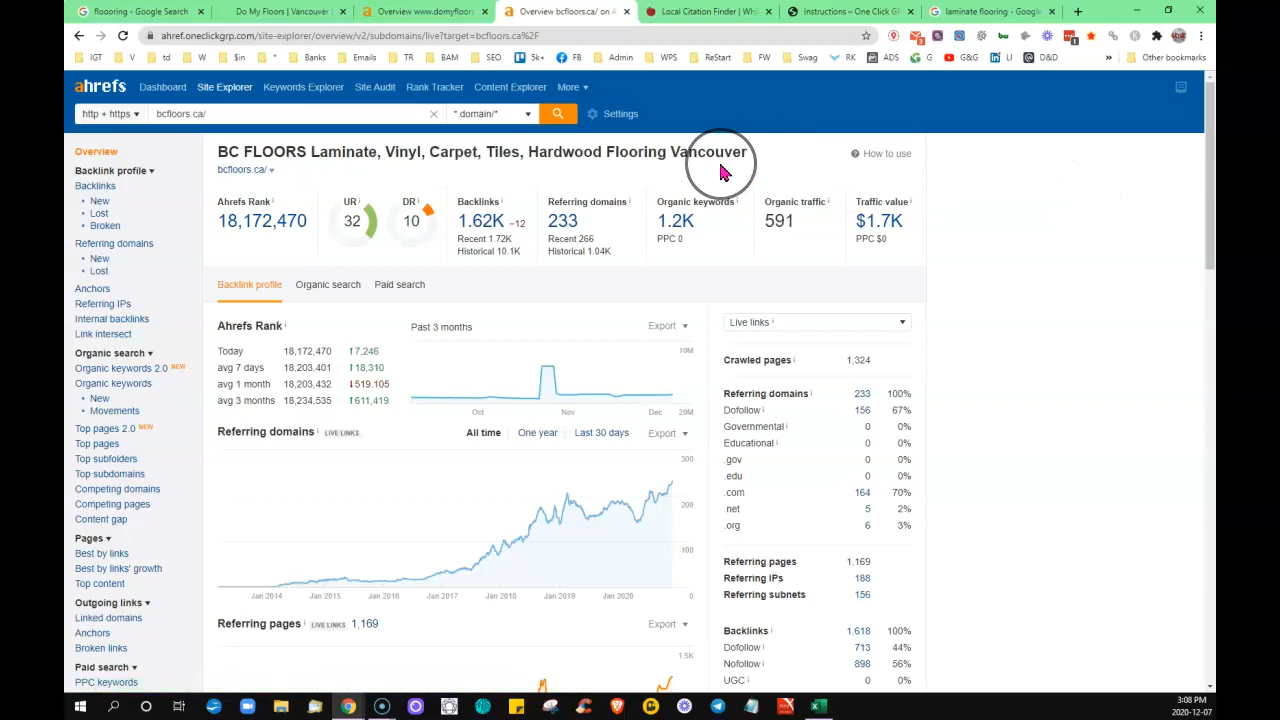 flooring - Google Search
Do My Floors | Vancouver
Overview www.domyfloors
Overview bcfloors.ca/ on A
Local Citation Finder | Whi
Instructions – One Click GF
laminate flooring - Google
ahref.oneclickgrp.com/site-explorer/overview/v2/subdomains/live?target=bcfloors.ca%2F
IGT V td W $in * Banks Emails TR BAM SEO 5k+ FB Admin WPS ReStart FW Swag RK ADS G G&G LI D&D » Other bookmarks
ahrefs Dashboard Site Explorer Keywords Explorer Site Audit Rank Tracker Content Explorer More
http + https bcfloors.ca/ *.domain/* Settings
Overview
Backlink profile
Backlinks
New
Lost
Broken
Referring domains
New
Lost
Anchors
Referring IPs
Internal backlinks
Link intersect
Organic search
Organic keywords 2.0 NEW
Organic keywords
New
Movements
Top pages 2.0 NEW
Top pages
Top subfolders
Top subdomains
Competing domains
Competing pages
Content gap
Pages
Best by links
Best by links' growth
Top content
Outgoing links
Linked domains
Anchors
Broken links
Paid search
PPC keywords
BC FLOORS Laminate, Vinyl, Carpet, Tiles, Hardwood Flooring Vancouver
How to use
bcfloors.ca/
Ahrefs Rank i UR i DR i Backlinks i Referring domains i Organic keywords i Organic traffic i Traffic value i
18,172,470 32 10 1.62K -12 233 1.2K 591 $1.7K
Recent 1.72K Recent 266 PPC 0 PPC $0
Historical 10.1K Historical 1.04K
Backlink profile Organic search Paid search
Ahrefs Rank i Past 3 months Export
Today 18,172,470 ↑7,246
avg 7 days 18,203,401 ↑18,310
avg 1 month 18,203,432 ↓519,105
avg 3 months 18,234,535 ↑611,419
10M
20M
Oct Nov Dec
Referring domains i LIVE LINKS All time One year Last 30 days Export
300
200
100
0
Jan 2014 Jan 2015 Jan 2016 Jan 2017 Jan 2018 Jan 2019 Jan 2020
Referring pages i LIVE LINKS 1,169 Export
1.5K
Live links i
Crawled pages i 1,324
Referring domains i 233 100%
Dofollow i 156 67%
Governmental i 0 0%
Educational i 0 0%
.gov 0 0%
.edu 0 0%
.com 164 70%
.net 5 2%
.org 6 3%
Referring pages 1,169
Referring IPs 188
Referring subnets 156
Backlinks i 1,618 100%
Dofollow i 713 44%
Nofollow i 898 56%
UGC i 0 0%
3:08 PM
2020-12-07